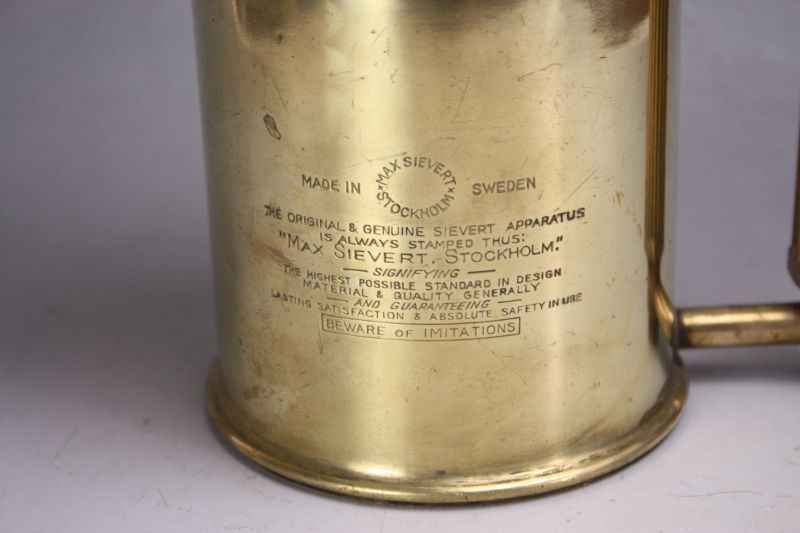 MADE IN *MAX SIEVERT* STOCKHOLM SWEDEN
THE ORIGINAL & GENUINE SIEVERT APPARATUS
IS ALWAYS STAMPED THUS:
"MAX SIEVERT. STOCKHOLM."
— SIGNIFYING —
THE HIGHEST POSSIBLE STANDARD IN DESIGN
MATERIAL & QUALITY GENERALLY
— AND GUARANTEEING —
LASTING SATISFACTION & ABSOLUTE SAFETY IN USE
BEWARE OF IMITATIONS